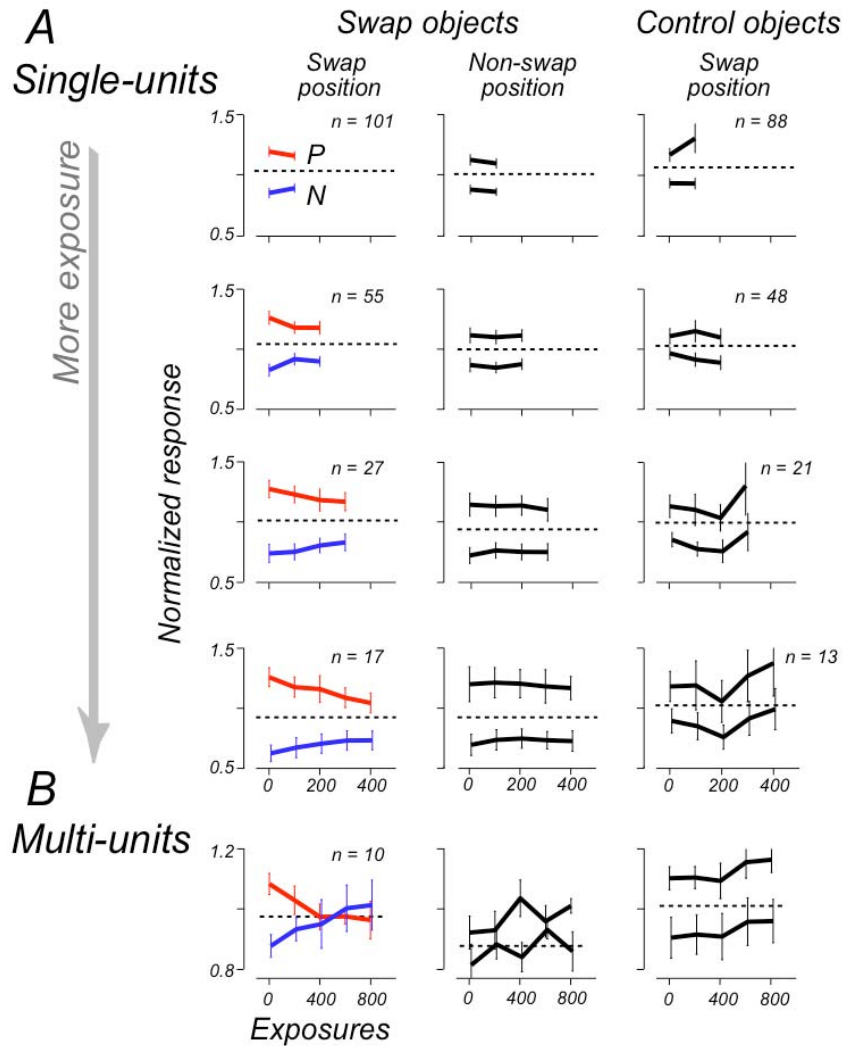 A
Swap objects
Control objects
Single-units
Swap position
Non-swap position
Swap position
More exposure
Normalized response
1.5
0.5
n = 101
P
N
n = 88
1.5
0.5
n = 55
n = 48
1.5
0.5
n = 27
n = 21
1.5
0.5
n = 17
n = 13
0 200 400
0 200 400
0 200 400
B
Multi-units
1.2
0.8
n = 10
0 400 800
0 400 800
0 400 800
Exposures